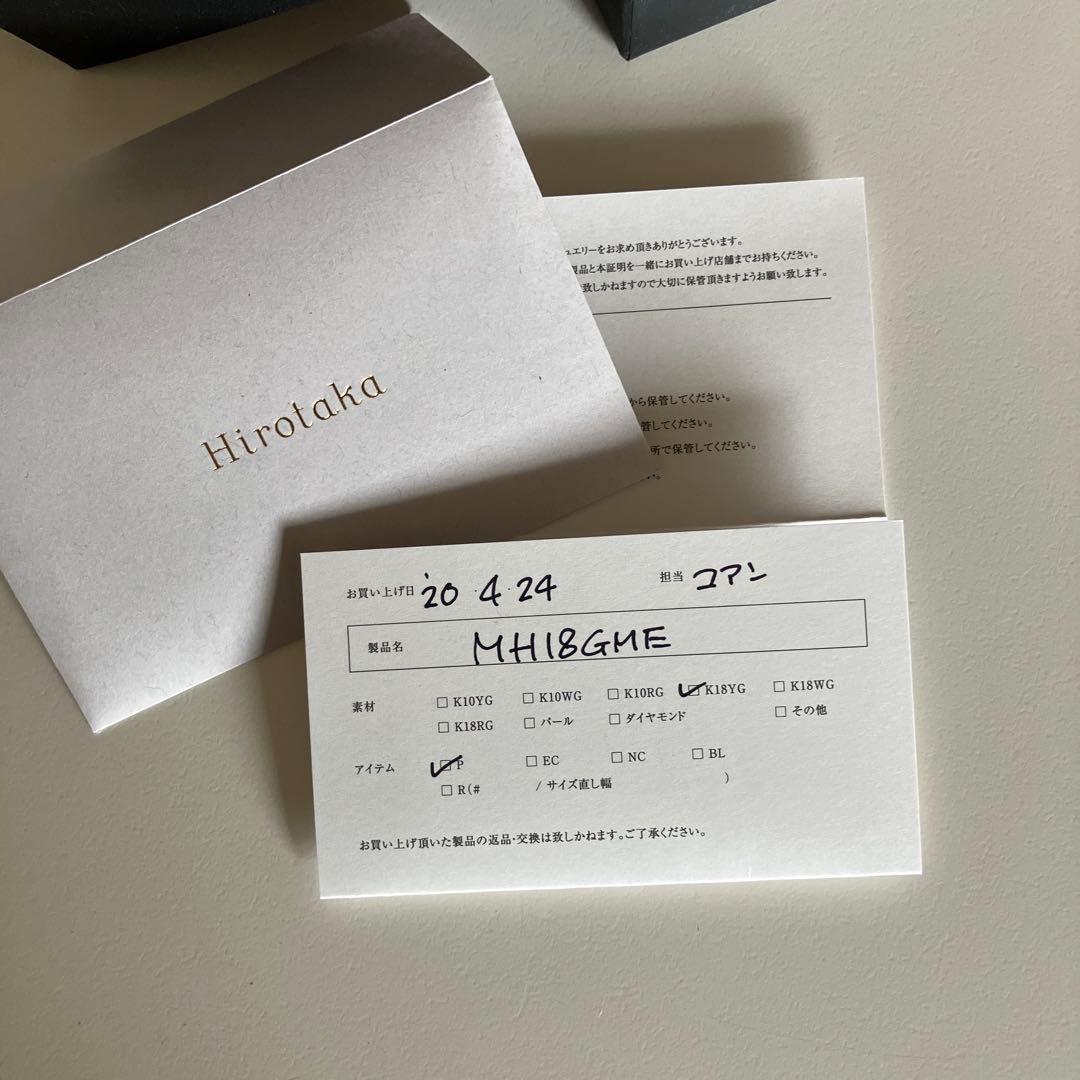 Hirotaka
ュエリーをお求め頂きありがとうございます。
製品と本証明を一緒にお買い上げ店舗までお持ちください。
致しかねますので大切に保管頂きますようお願い致します。
から保管してください。
管してください。
所で保管してください。
い。
お買い上げ日 '20・4・24 担当 コアン
製品名 MH18GME
素材 □ K10YG □ K10WG □ K10RG ☑ K18YG □ K18WG
□ K18RG □ パール □ ダイヤモンド □ その他
アイテム ☑ P □ EC □ NC □ BL
□ R(# / サイズ直し幅 )
お買い上げ頂いた製品の返品・交換は致しかねます。ご了承ください。